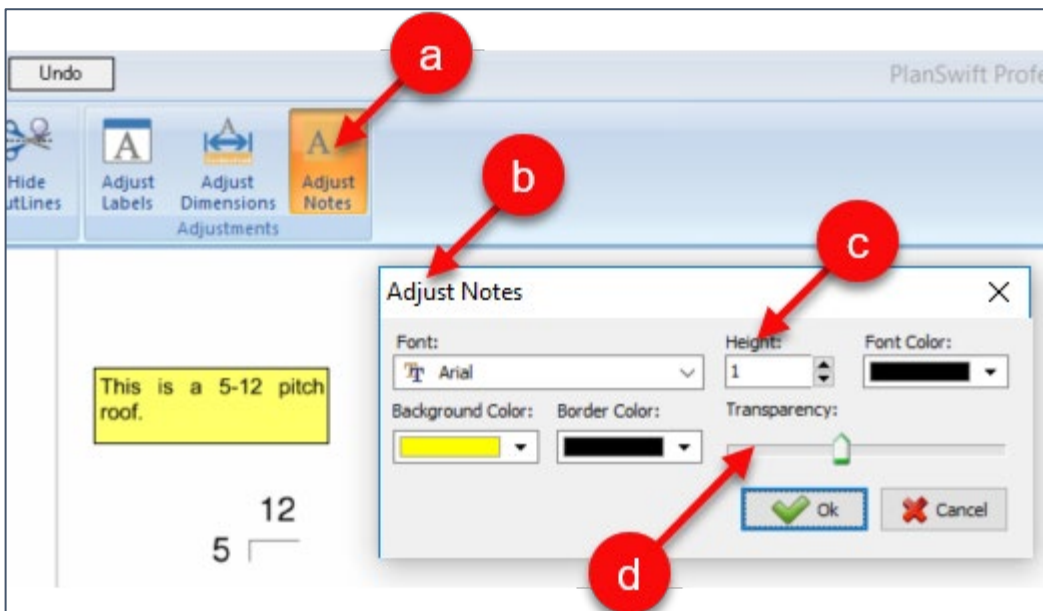 a
Undo
PlanSwift Profe
b
Hide
utLines
Adjust
Labels
Adjust
Dimensions
Adjust
Notes
Adjustments
c
Adjust Notes
Font:
Height:
Font Color:
Arial
1
This is a 5-12 pitch
roof.
Background Color:
Border Color:
Transparency:
12
5
Ok
Cancel
d